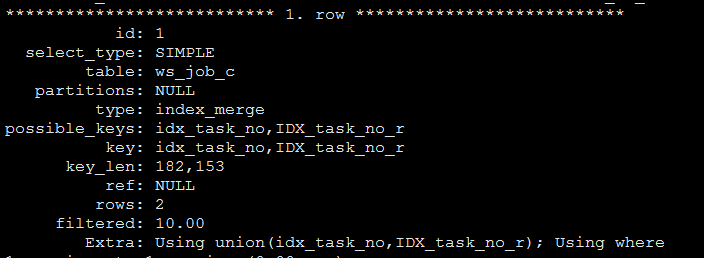 *************************** 1. row ***************************
id: 1
select_type: SIMPLE
table: ws_job_c
partitions: NULL
type: index_merge
possible_keys: idx_task_no,IDX_task_no_r
key: idx_task_no,IDX_task_no_r
key_len: 182,153
ref: NULL
rows: 2
filtered: 10.00
Extra: Using union(idx_task_no,IDX_task_no_r); Using where